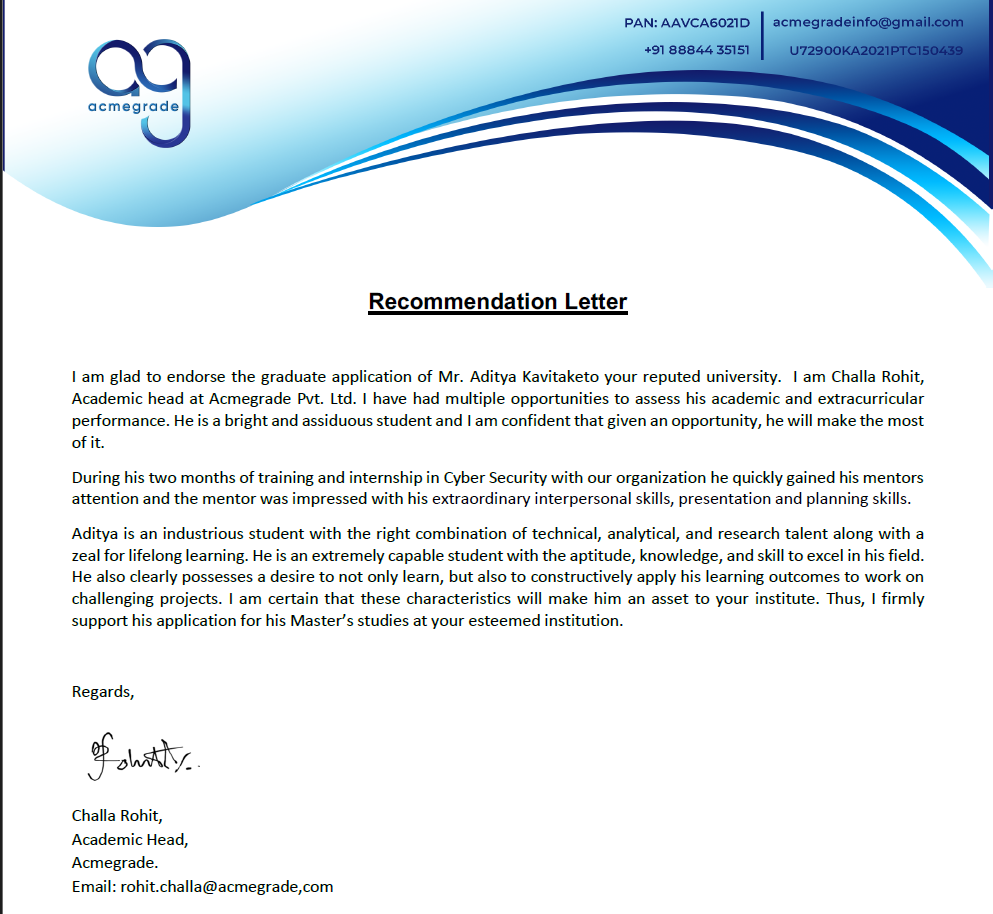 PAN: AAVCA6021D
acmegradeinfo@gmail.com
+91 88844 35151
U72900KA2021PTC150439
acmegrade
Recommendation Letter
I am glad to endorse the graduate application of Mr. Aditya Kavitaketo your reputed university.  I am Challa Rohit,
Academic head at Acmegrade Pvt. Ltd. I have had multiple opportunities to assess his academic and extracurricular
performance. He is a bright and assiduous student and I am confident that given an opportunity, he will make the most
of it.
During his two months of training and internship in Cyber Security with our organization he quickly gained his mentors
attention and the mentor was impressed with his extraordinary interpersonal skills, presentation and planning skills.
Aditya is an industrious student with the right combination of technical, analytical, and research talent along with a
zeal for lifelong learning. He is an extremely capable student with the aptitude, knowledge, and skill to excel in his field.
He also clearly possesses a desire to not only learn, but also to constructively apply his learning outcomes to work on
challenging projects. I am certain that these characteristics will make him an asset to your institute. Thus, I firmly
support his application for his Master’s studies at your esteemed institution.
Regards,
Challa Rohit,
Academic Head,
Acmegrade.
Email: rohit.challa@acmegrade,com